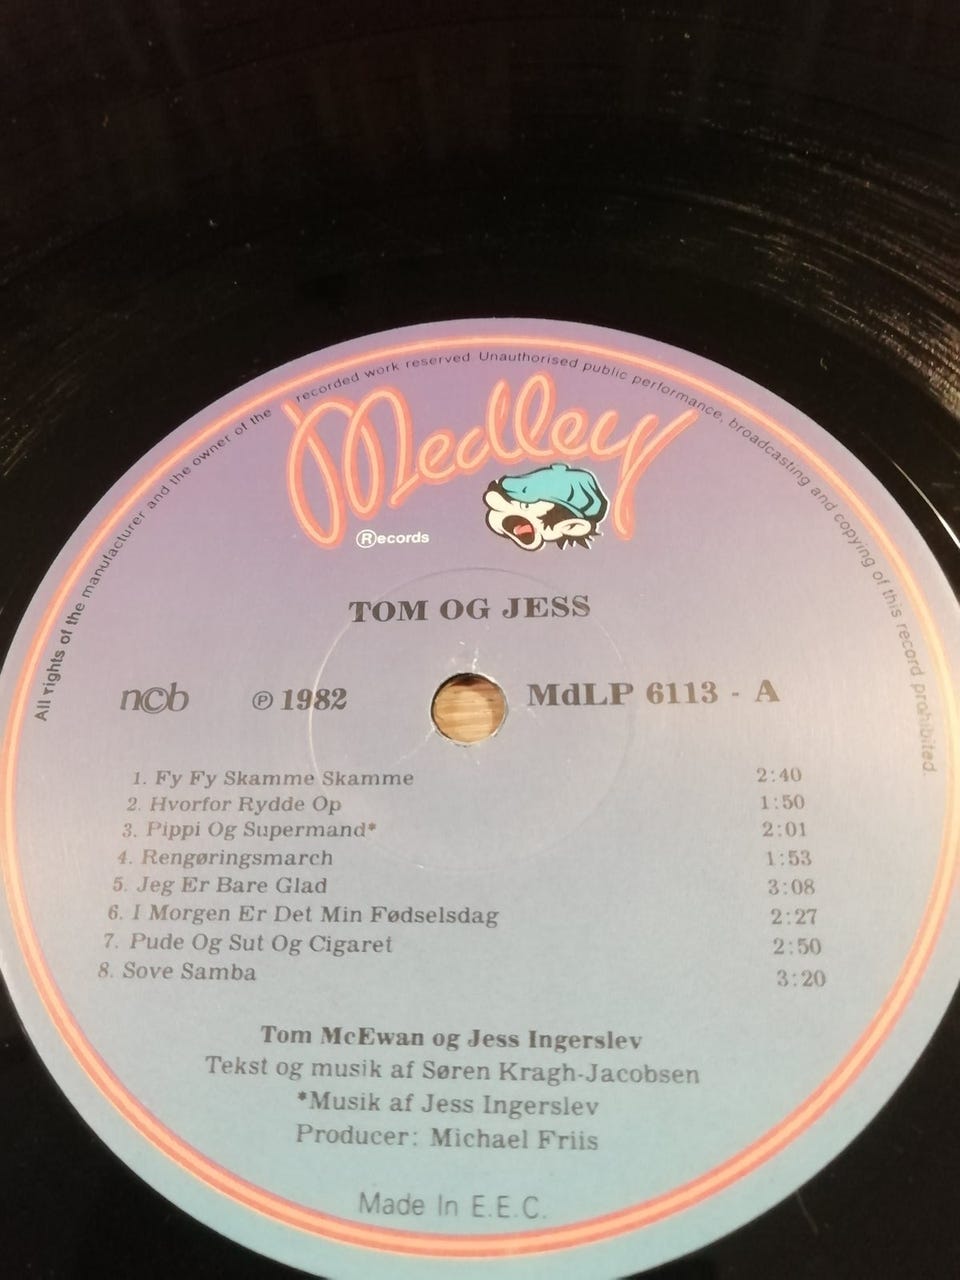 All rights of the manufacturer and the owner of the recorded work reserved Unauthorised public performance, broadcasting and copying of this record prohibited.
Medley
Records
TOM OG JESS
ncb ℗ 1982 MdLP 6113 - A
1. Fy Fy Skamme Skamme 2:40
2. Hvorfor Rydde Op 1:50
3. Pippi Og Supermand* 2:01
4. Rengøringsmarch 1:53
5. Jeg Er Bare Glad 3:08
6. I Morgen Er Det Min Fødselsdag 2:27
7. Pude Og Sut Og Cigaret 2:50
8. Sove Samba 3:20
Tom McEwan og Jess Ingerslev
Tekst og musik af Søren Kragh-Jacobsen
*Musik af Jess Ingerslev
Producer: Michael Friis
Made In E.E.C.